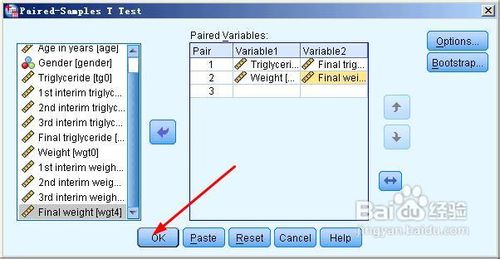 Paired-Samples T Test
Age in years [age]
Gender [gender]
Triglyceride [tg0]
1st interim triglyc...
2nd interim triglyc...
3rd interim triglyc...
Final triglyceride [...
Weight [wgt0]
1st interim weigh...
2nd interim weig...
3rd interim weigh...
Final weight [wgt4]
Paired Variables:
Pair Variable1 Variable2
1 Triglyceri... Final trig...
2 Weight [... Final wei...
3
Options...
Bootstrap...
OK Paste Reset Cancel Help
Baidu 经验
jingyan.baidu.com